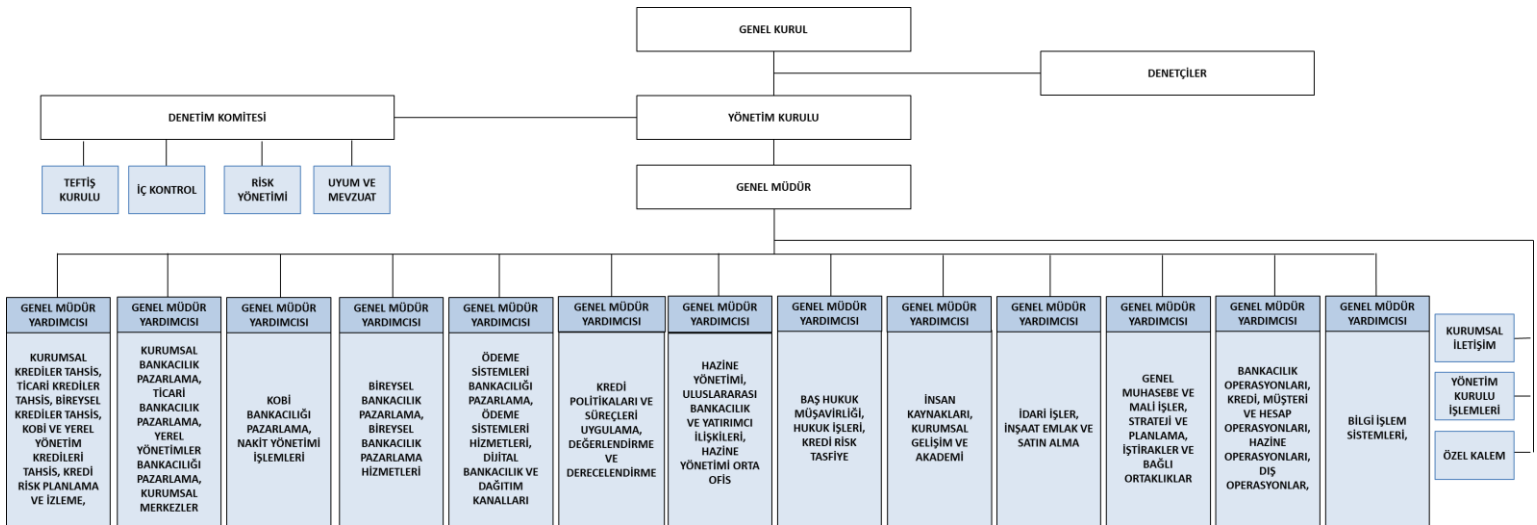 GENEL KURUL
DENETÇİLER
DENETİM KOMİTESİ
YÖNETİM KURULU
TEFTİŞ
KURULU
İÇ KONTROL
RİSK
YÖNETİMİ
UYUM VE
MEVZUAT
GENEL MÜDÜR
GENEL MÜDÜR
YARDIMCISI
KURUMSAL
KREDİLER TAHSİS,
TİCARİ KREDİLER
TAHSİS, BİREYSEL
KREDİLER TAHSİS,
KOBİ VE YEREL
YÖNETİM
KREDİLERİ
TAHSİS, KREDİ
RİSK PLANLAMA
VE İZLEME,
GENEL MÜDÜR
YARDIMCISI
KURUMSAL
BANKACILIK
PAZARLAMA,
TİCARİ
BANKACILIK
PAZARLAMA,
YEREL
YÖNETİMLER
BANKACILIĞI
PAZARLAMA,
KURUMSAL
MERKEZLER
GENEL MÜDÜR
YARDIMCISI
KOBİ
BANKACILIĞI
PAZARLAMA,
NAKİT YÖNETİMİ
İŞLEMLERİ
GENEL MÜDÜR
YARDIMCISI
BİREYSEL
BANKACILIK
PAZARLAMA,
BİREYSEL
BANKACILIK
PAZARLAMA
HİZMETLERİ
GENEL MÜDÜR
YARDIMCISI
ÖDEME
SİSTEMLERİ
BANKACILIĞI
PAZARLAMA,
ÖDEME
SİSTEMLERİ
HİZMETLERİ,
DİJİTAL
BANKACILIK VE
DAĞITIM
KANALLARI
GENEL MÜDÜR
YARDIMCISI
KREDİ
POLİTİKALARI VE
SÜREÇLERİ
UYGULAMA,
DEĞERLENDİRME
VE
DERECELENDİRME
GENEL MÜDÜR
YARDIMCISI
HAZİNE
YÖNETİMİ,
ULUSLARARASI
BANKACILIK
VE YATIRIMCI
İLİŞKİLERİ,
HAZİNE
YÖNETİMİ ORTA
OFİS
GENEL MÜDÜR
YARDIMCISI
BAŞ HUKUK
MÜŞAVİRLİĞİ,
HUKUK İŞLERİ,
KREDİ RİSK
TASFİYE
GENEL MÜDÜR
YARDIMCISI
İNSAN
KAYNAKLARI,
KURUMSAL
GELİŞİM VE
AKADEMİ
GENEL MÜDÜR
YARDIMCISI
İDARİ İŞLER,
İNŞAAT EMLAK VE
SATIN ALMA
GENEL MÜDÜR
YARDIMCISI
GENEL
MUHASEBE VE
MALİ İŞLER,
STRATEJİ VE
PLANLAMA,
İŞTİRAKLER VE
BAĞLI
ORTAKLIKLAR
GENEL MÜDÜR
YARDIMCISI
BANKACILIK
OPERASYONLARI,
KREDİ, MÜŞTERİ
VE HESAP
OPERASYONLARI,
HAZİNE
OPERASYONLARI,
DIŞ
OPERASYONLAR,
GENEL MÜDÜR
YARDIMCISI
BİLGİ İŞLEM
SİSTEMLERİ,
KURUMSAL
İLETİŞİM
YÖNETİM
KURULU
İŞLEMLERİ
ÖZEL KALEM